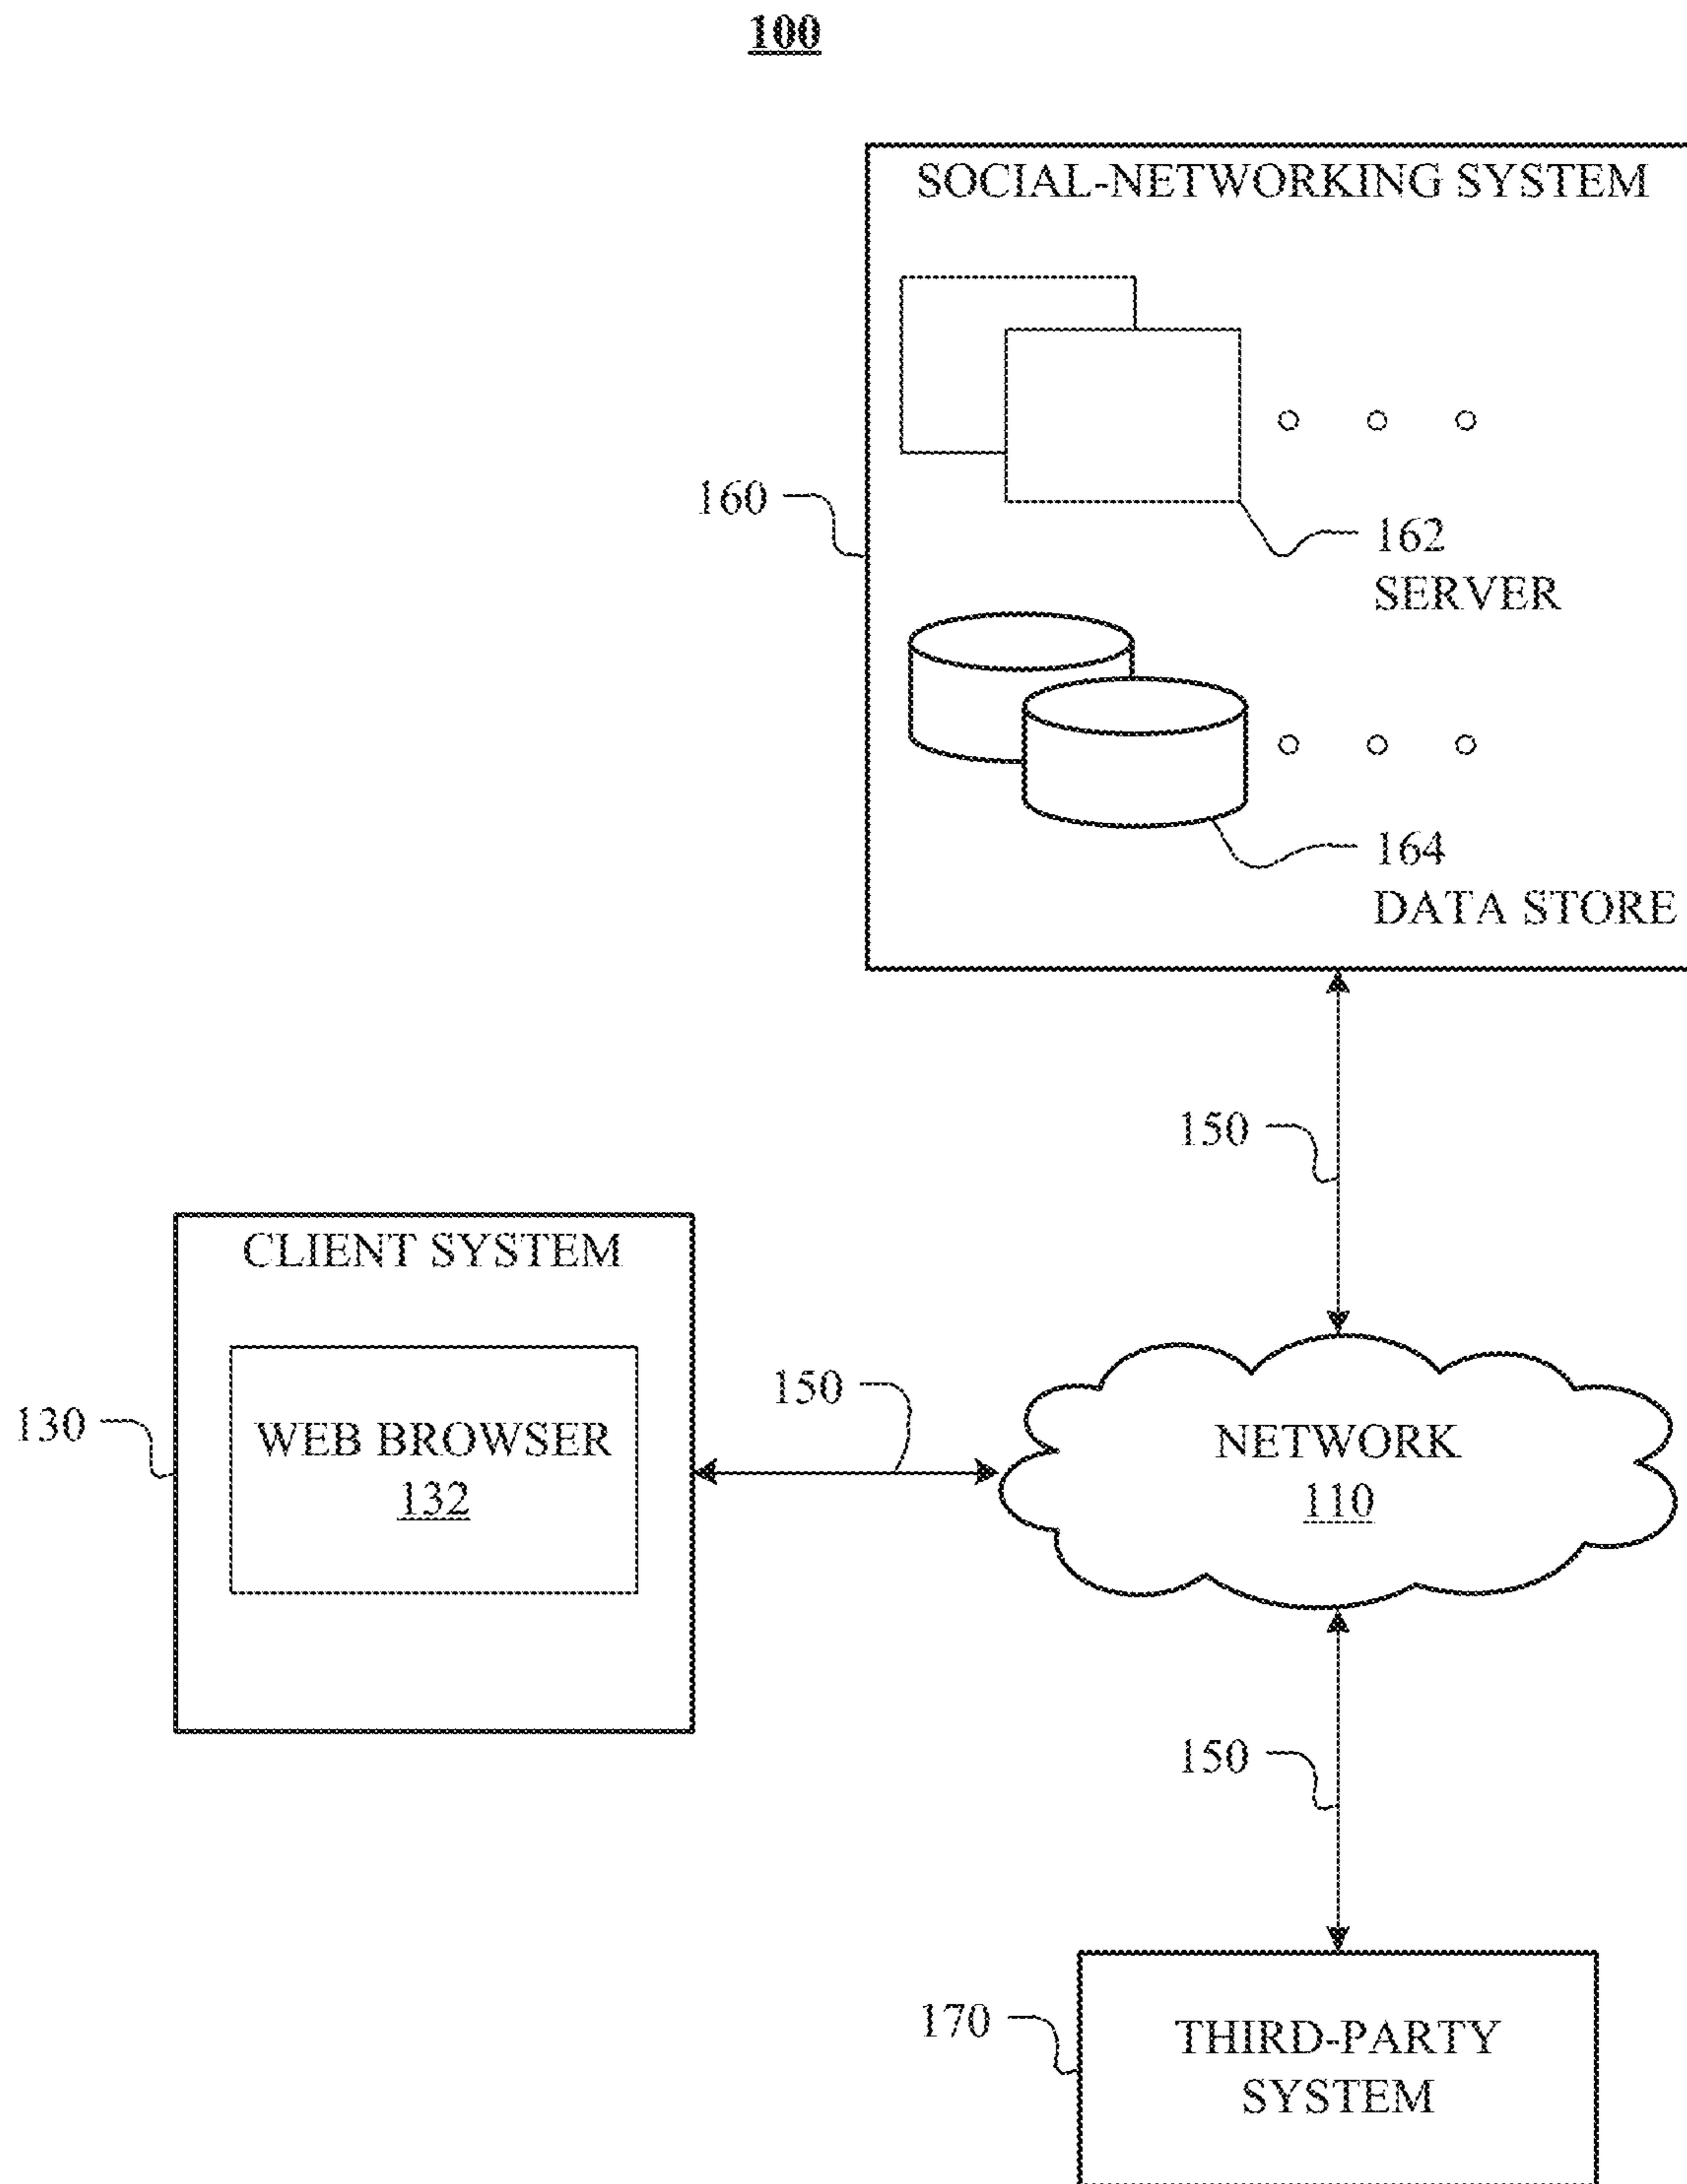 100
SOCIAL-NETWORKING SYSTEM
160
162
SERVER
164
DATA STORE
150
CLIENT SYSTEM
130
WEB BROWSER
132
150
NETWORK
110
150
170
THIRD-PARTY
SYSTEM